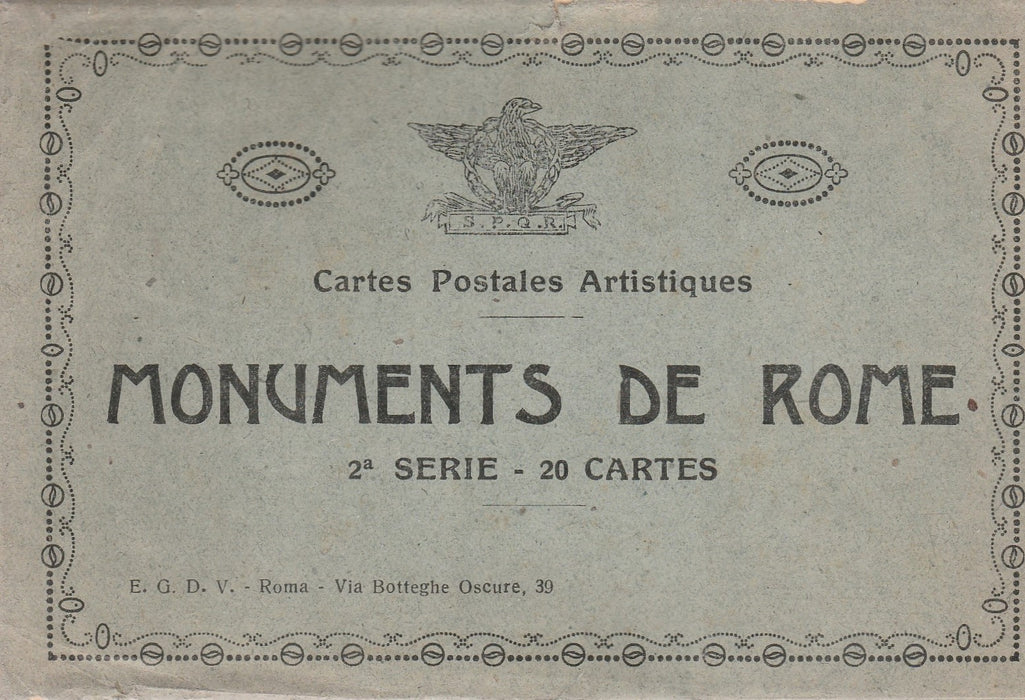 S. P. Q. R.
Cartes Postales Artistiques
MONUMENTS DE ROME
2ª SERIE - 20 CARTES
E. G. D. V. - Roma - Via Botteghe Oscure, 39